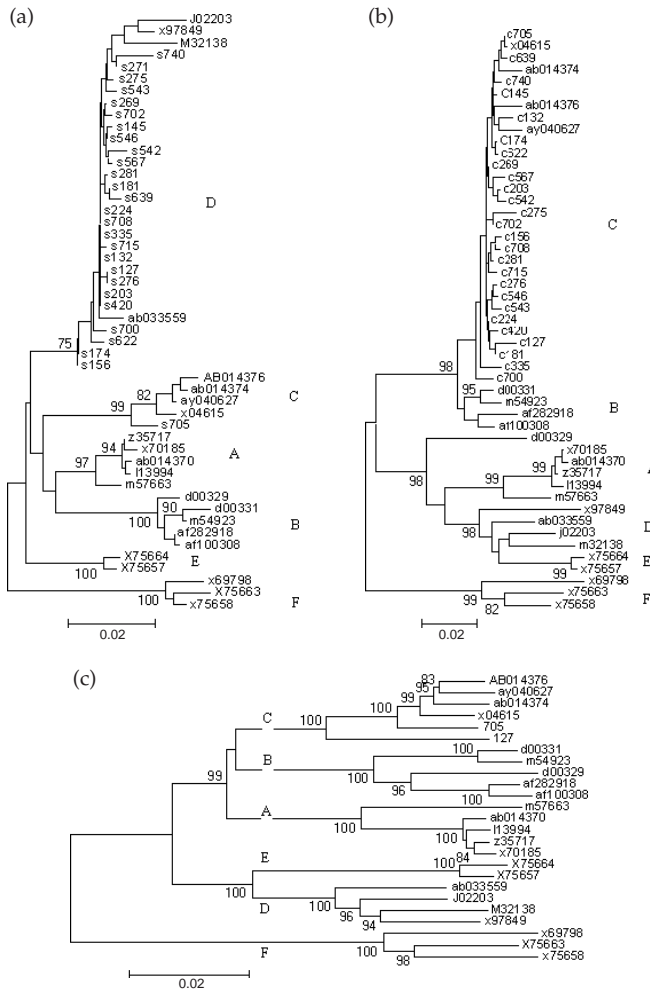 (a)
J02203
x97849
M32138
s740
s271
s275
s543
s269
s702
s145
s546
s542
s567
s281
s181
s639
s224
s708
s335
s715
s132
s127
s276
s203
s420
ab033559
s700
s622
s174
s156
75
D
AB014376
ab014374
ay040627
x04615
s705
82
99
C
z35717
x70185
ab014370
l13994
m57663
94
97
A
d00329
d00331
m54923
af282918
af100308
90
100
B
X75664
X75657
100
E
x69798
X75663
x75658
100
F
0.02
(b)
c705
x04615
c639
ab014374
c740
C145
ab014376
c132
ay040627
C174
c622
c269
c567
c203
c542
c275
c702
c156
c708
c281
c715
c276
c546
c543
c224
c420
c127
c181
c335
c700
98
C
95
d00331
m54923
af282918
af100308
B
d00329
x70185
ab014370
z35717
l13994
m57663
99
99
98
x97849
ab033559
j02203
m32138
98
D
x75664
x75657
99
E
x69798
x75663
x75658
99
82
F
0.02
(c)
AB014376
ay040627
ab014374
x04615
705
127
83
95
99
100
100
C
d00331
m54923
d00329
af282918
af100308
100
100
96
100
B
99
m57663
ab014370
l13994
z35717
x70185
100
100
84
A
X75664
X75657
100
E
100
ab033559
J02203
M32138
x97849
100
96
94
D
x69798
X75663
x75658
100
98
F
0.02